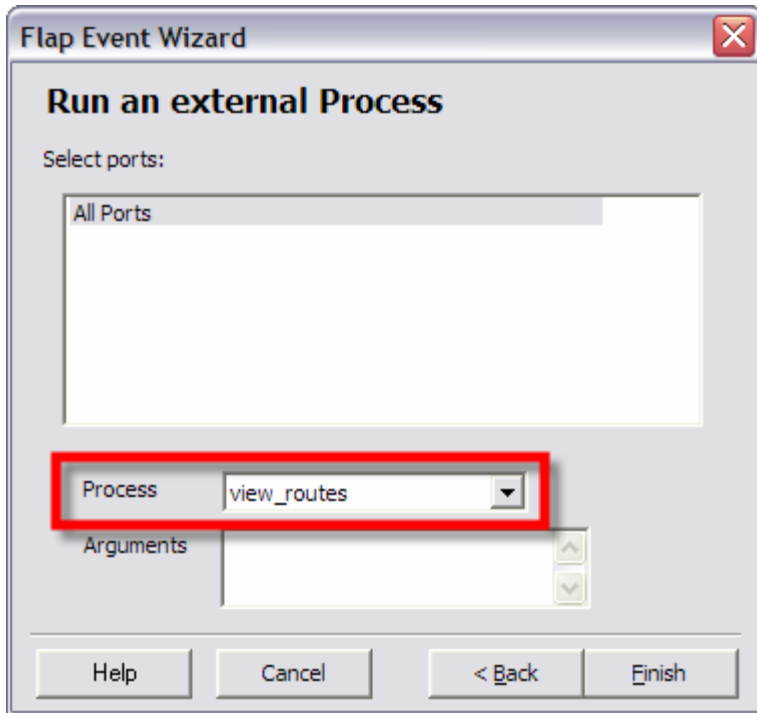 Flap Event Wizard
Run an external Process
Select ports:
All Ports
Process view_routes
Arguments
Help Cancel < Back Finish